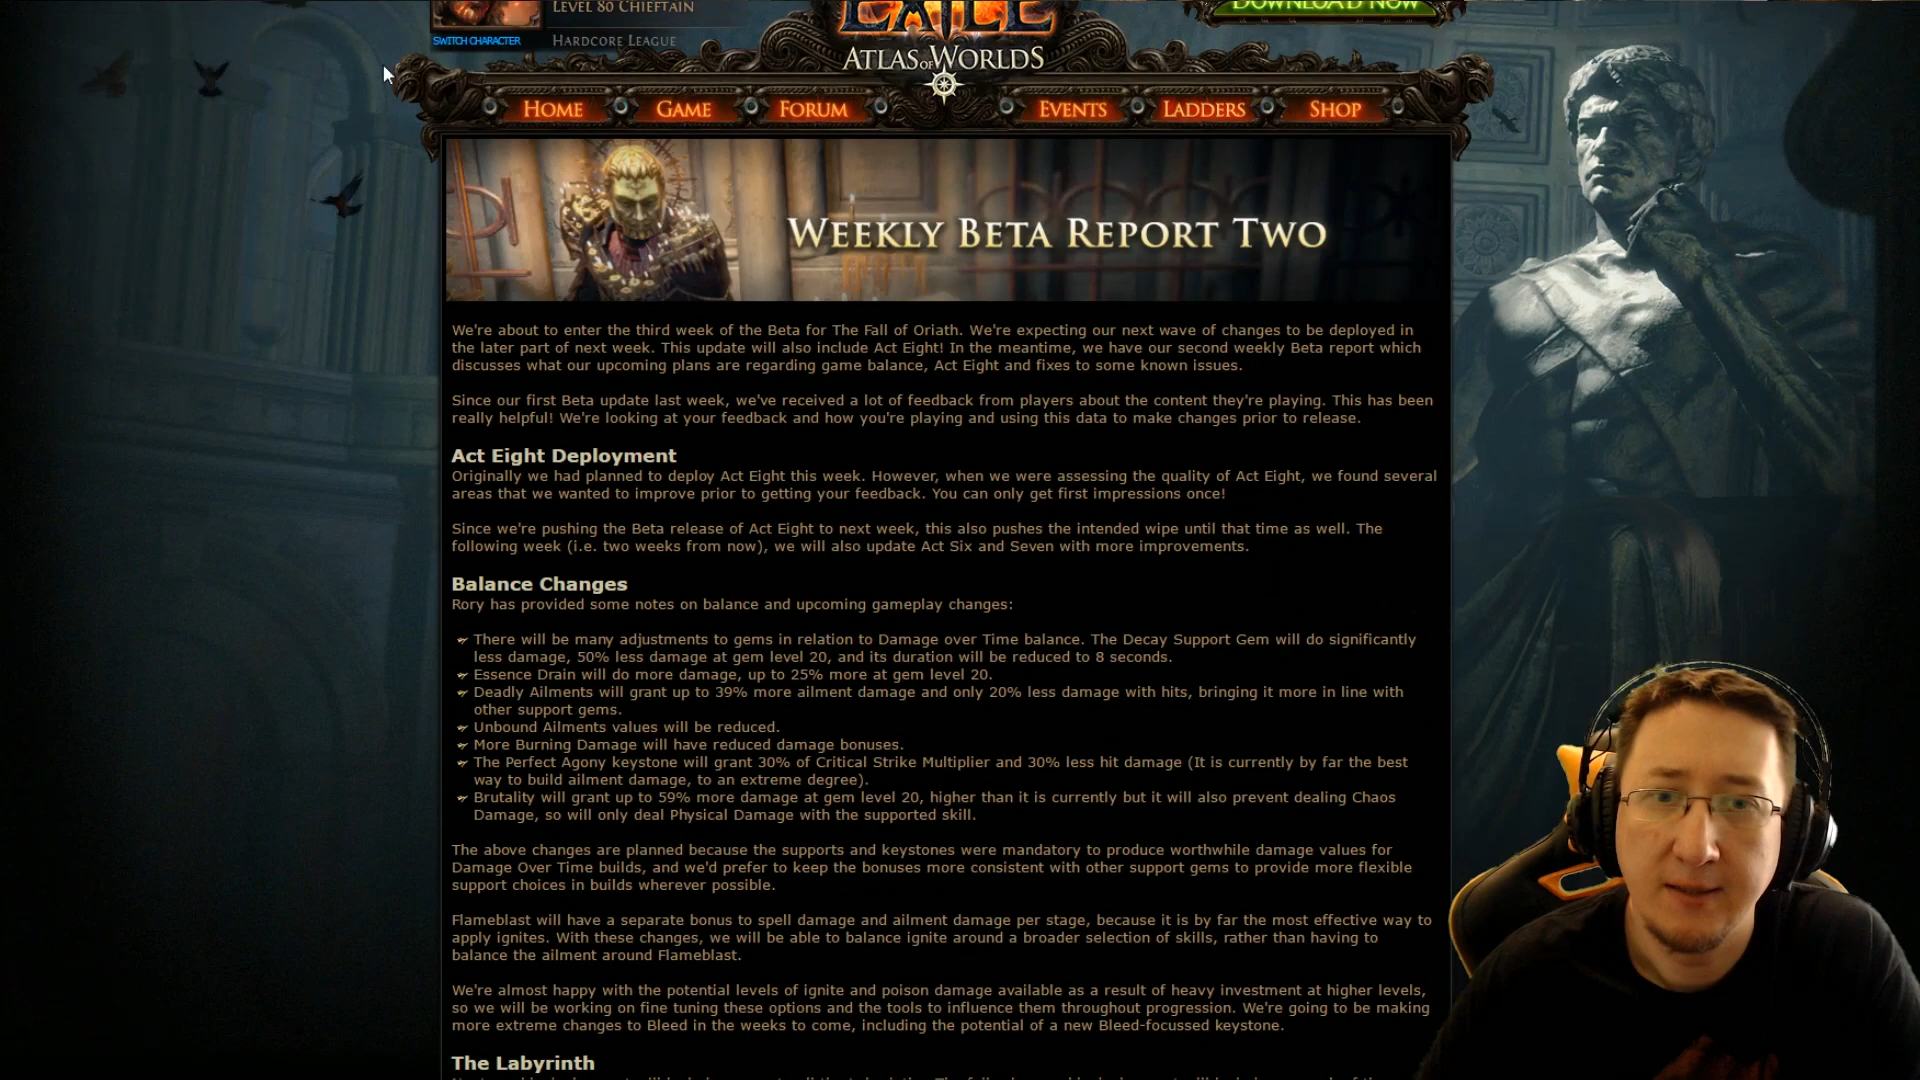 LEVEL 80 CHIEFTAIN
SWITCH CHARACTER
HARDCORE LEAGUE
EXILE
ATLAS OF WORLDS
DOWNLOAD NOW
HOME
GAME
FORUM
EVENTS
LADDERS
SHOP
WEEKLY BETA REPORT TWO
We're about to enter the third week of the Beta for The Fall of Oriath. We're expecting our next wave of changes to be deployed in
the later part of next week. This update will also include Act Eight! In the meantime, we have our second weekly Beta report which
discusses what our upcoming plans are regarding game balance, Act Eight and fixes to some known issues.
Since our first Beta update last week, we've received a lot of feedback from players about the content they're playing. This has been
really helpful! We're looking at your feedback and how you're playing and using this data to make changes prior to release.
Act Eight Deployment
Originally we had planned to deploy Act Eight this week. However, when we were assessing the quality of Act Eight, we found several
areas that we wanted to improve prior to getting your feedback. You can only get first impressions once!
Since we're pushing the Beta release of Act Eight to next week, this also pushes the intended wipe until that time as well. The
following week (i.e. two weeks from now), we will also update Act Six and Seven with more improvements.
Balance Changes
Rory has provided some notes on balance and upcoming gameplay changes:
There will be many adjustments to gems in relation to Damage over Time balance. The Decay Support Gem will do significantly
less damage, 50% less damage at gem level 20, and its duration will be reduced to 8 seconds.
Essence Drain will do more damage, up to 25% more at gem level 20.
Deadly Ailments will grant up to 39% more ailment damage and only 20% less damage with hits, bringing it more in line with
other support gems.
Unbound Ailments values will be reduced.
More Burning Damage will have reduced damage bonuses.
The Perfect Agony keystone will grant 30% of Critical Strike Multiplier and 30% less hit damage (It is currently by far the best
way to build ailment damage, to an extreme degree).
Brutality will grant up to 59% more damage at gem level 20, higher than it is currently but it will also prevent dealing Chaos
Damage, so will only deal Physical Damage with the supported skill.
The above changes are planned because the supports and keystones were mandatory to produce worthwhile damage values for
Damage Over Time builds, and we'd prefer to keep the bonuses more consistent with other support gems to provide more flexible
support choices in builds wherever possible.
Flameblast will have a separate bonus to spell damage and ailment damage per stage, because it is by far the most effective way to
apply ignites. With these changes, we will be able to balance ignite around a broader selection of skills, rather than having to
balance the ailment around Flameblast.
We're almost happy with the potential levels of ignite and poison damage available as a result of heavy investment at higher levels,
so we will be working on fine tuning these options and the tools to influence them throughout progression. We're going to be making
more extreme changes to Bleed in the weeks to come, including the potential of a new Bleed-focussed keystone.
The Labyrinth